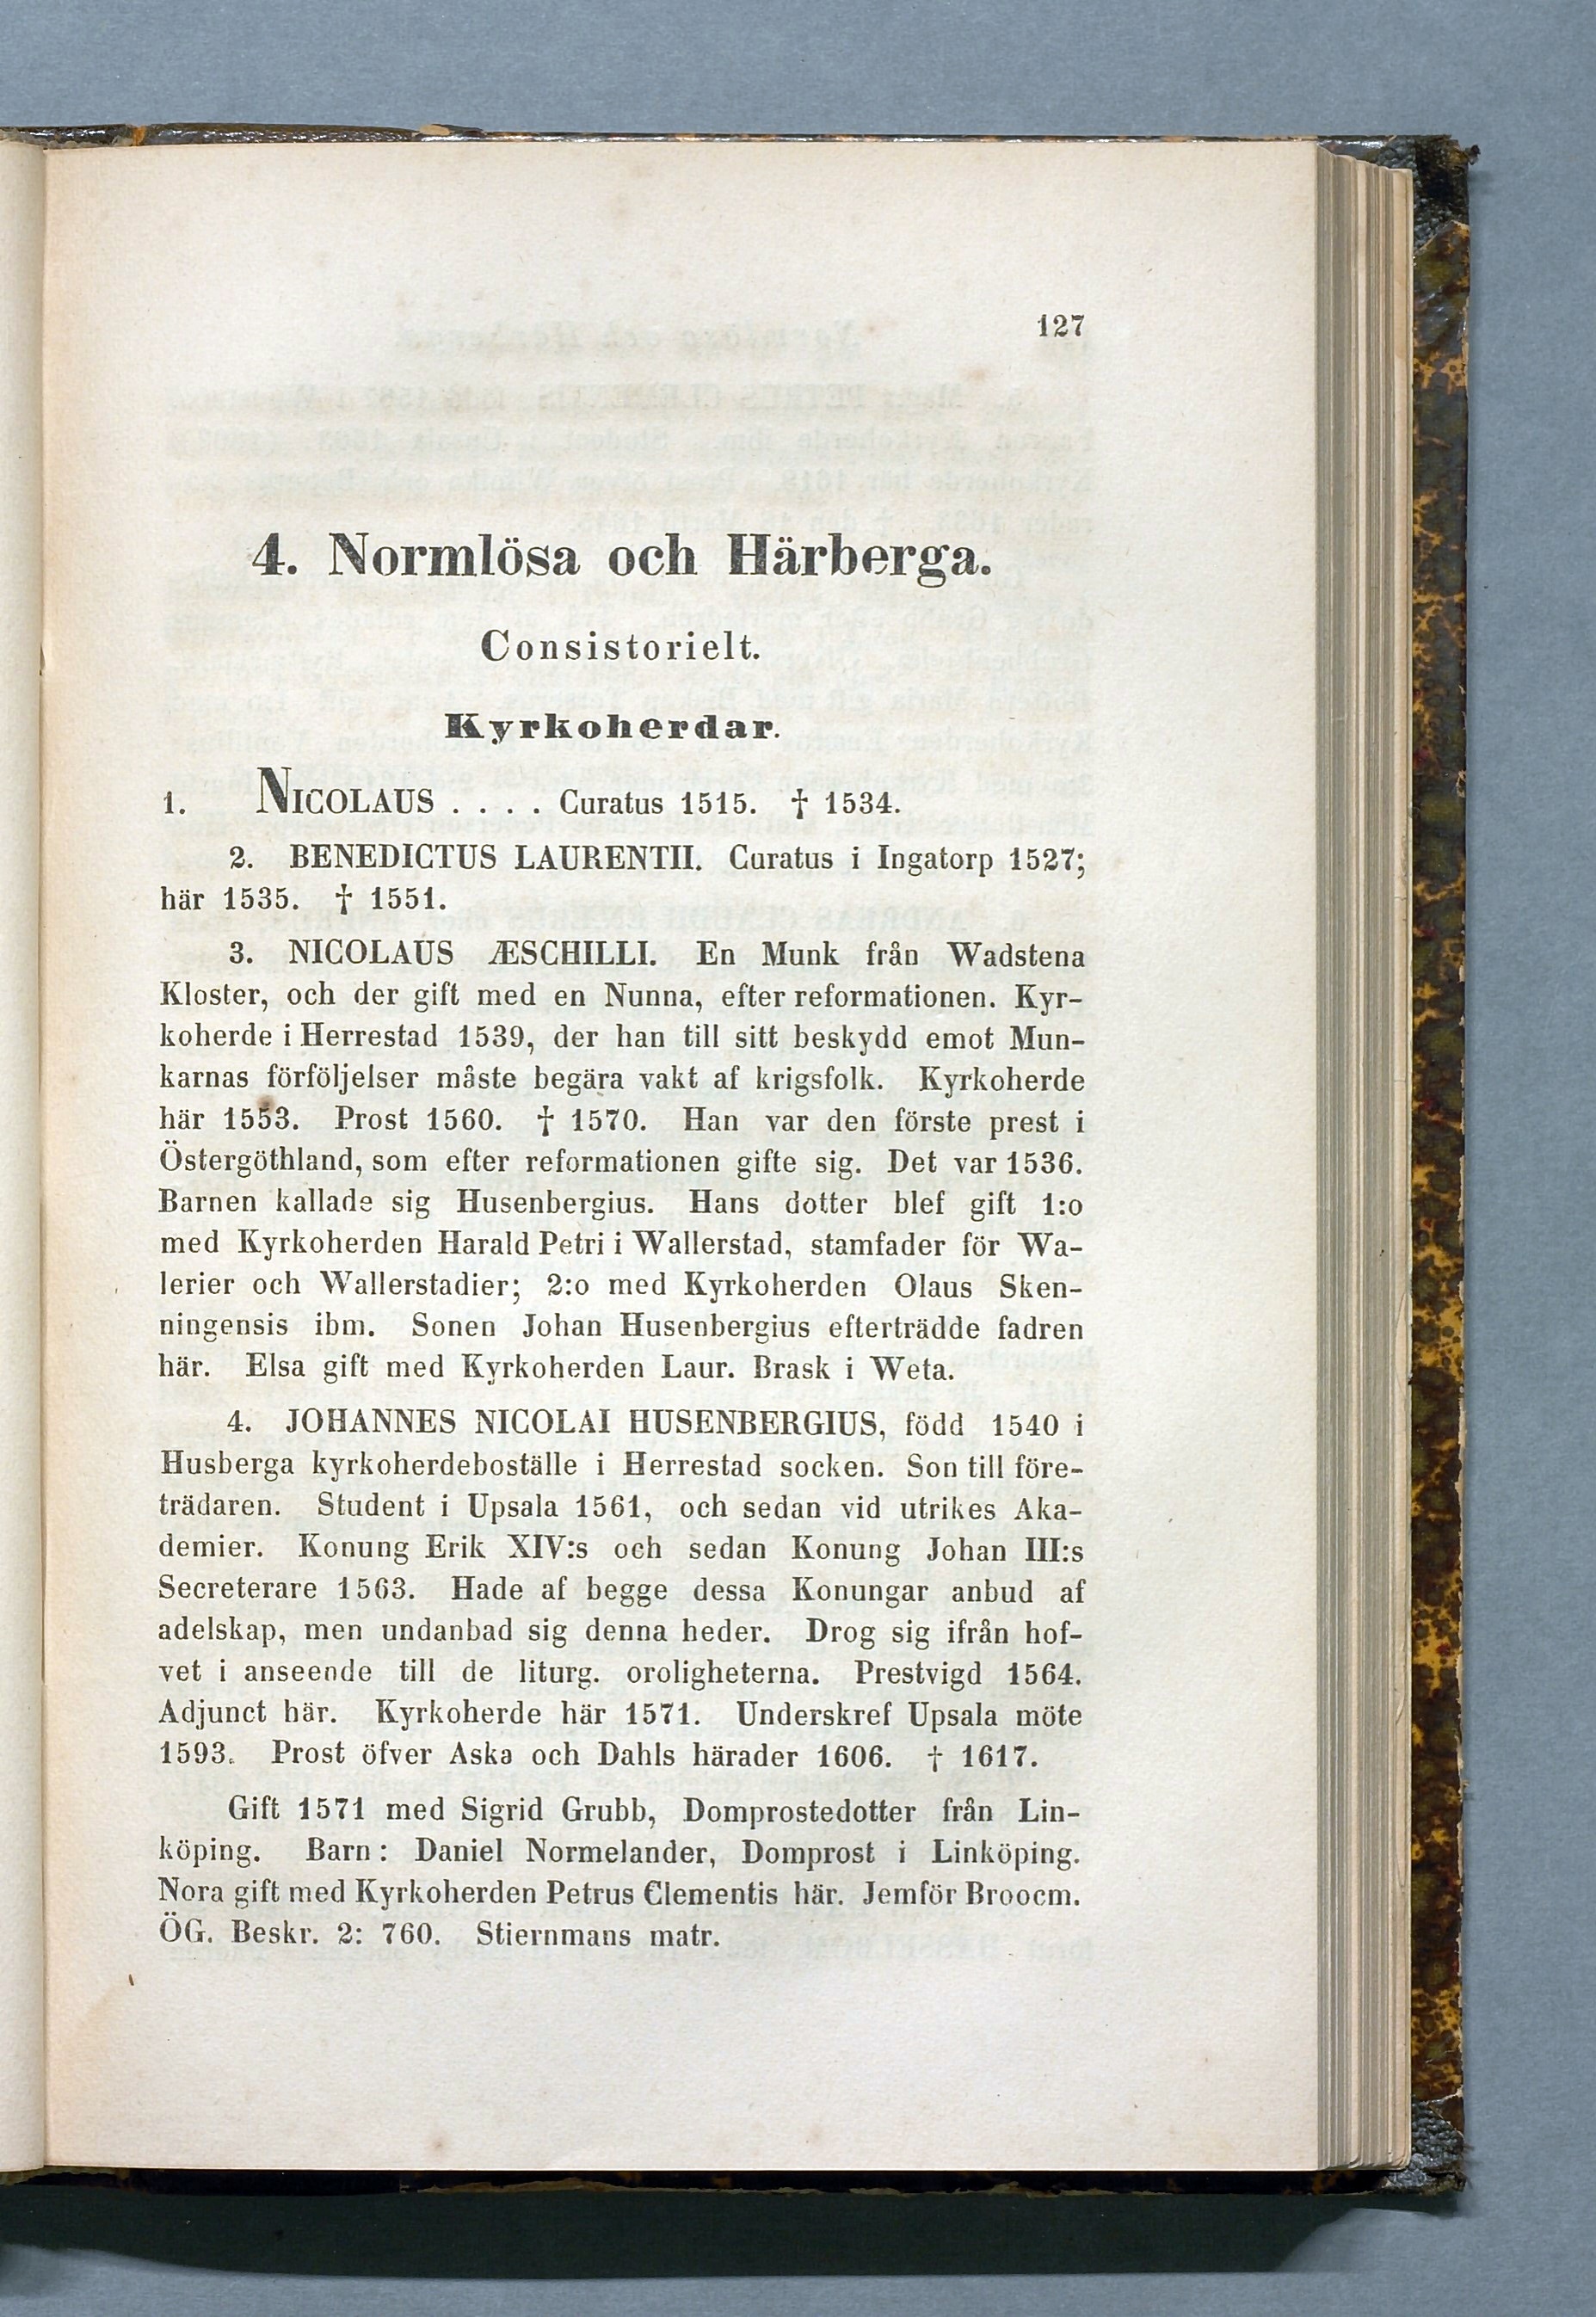 127
4. Normlösa och Härberga.
Consistorielt.
Kyrkoherdar.
1. NICOLAUS . . . . Curatus 1515. † 1534.
2. BENEDICTUS LAURENTII. Curatus i Ingatorp 1527;
här 1535. † 1551.
3. NICOLAUS ÆSCHILLI. En Munk från Wadstena
Kloster, och der gift med en Nunna, efter reformationen. Kyr-
koherde i Herrestad 1539, der han till sitt beskydd emot Mun-
karnas förföljelser måste begära vakt af krigsfolk. Kyrkoherde
här 1553. Prost 1560. † 1570. Han var den förste prest i
Östergöthland, som efter reformationen gifte sig. Det var 1536.
Barnen kallade sig Husenbergius. Hans dotter blef gift 1:o
med Kyrkoherden Harald Petri i Wallerstad, stamfader för Wa-
lerier och Wallerstadier; 2:o med Kyrkoherden Olaus Sken-
ningensis ibm. Sonen Johan Husenbergius efterträdde fadren
här. Elsa gift med Kyrkoherden Laur. Brask i Weta.
4. JOHANNES NICOLAI HUSENBERGIUS, född 1540 i
Husberga kyrkoherdeboställe i Herrestad socken. Son till före-
trädaren. Student i Upsala 1561, och sedan vid utrikes Aka-
demier. Konung Erik XIV:s och sedan Konung Johan III:s
Secreterare 1563. Hade af begge dessa Konungar anbud af
adelskap, men undanbad sig denna heder. Drog sig ifrån hof-
vet i anseende till de liturg. oroligheterna. Prestvigd 1564.
Adjunct här. Kyrkoherde här 1571. Underskref Upsala möte
1593. Prost öfver Aska och Dahls härader 1606. † 1617.
Gift 1571 med Sigrid Grubb, Domprostedotter från Lin-
köping. Barn: Daniel Normelander, Domprost i Linköping.
Nora gift med Kyrkoherden Petrus Clementis här. Jemför Broocm.
ÖG. Beskr. 2: 760. Stiernmans matr.